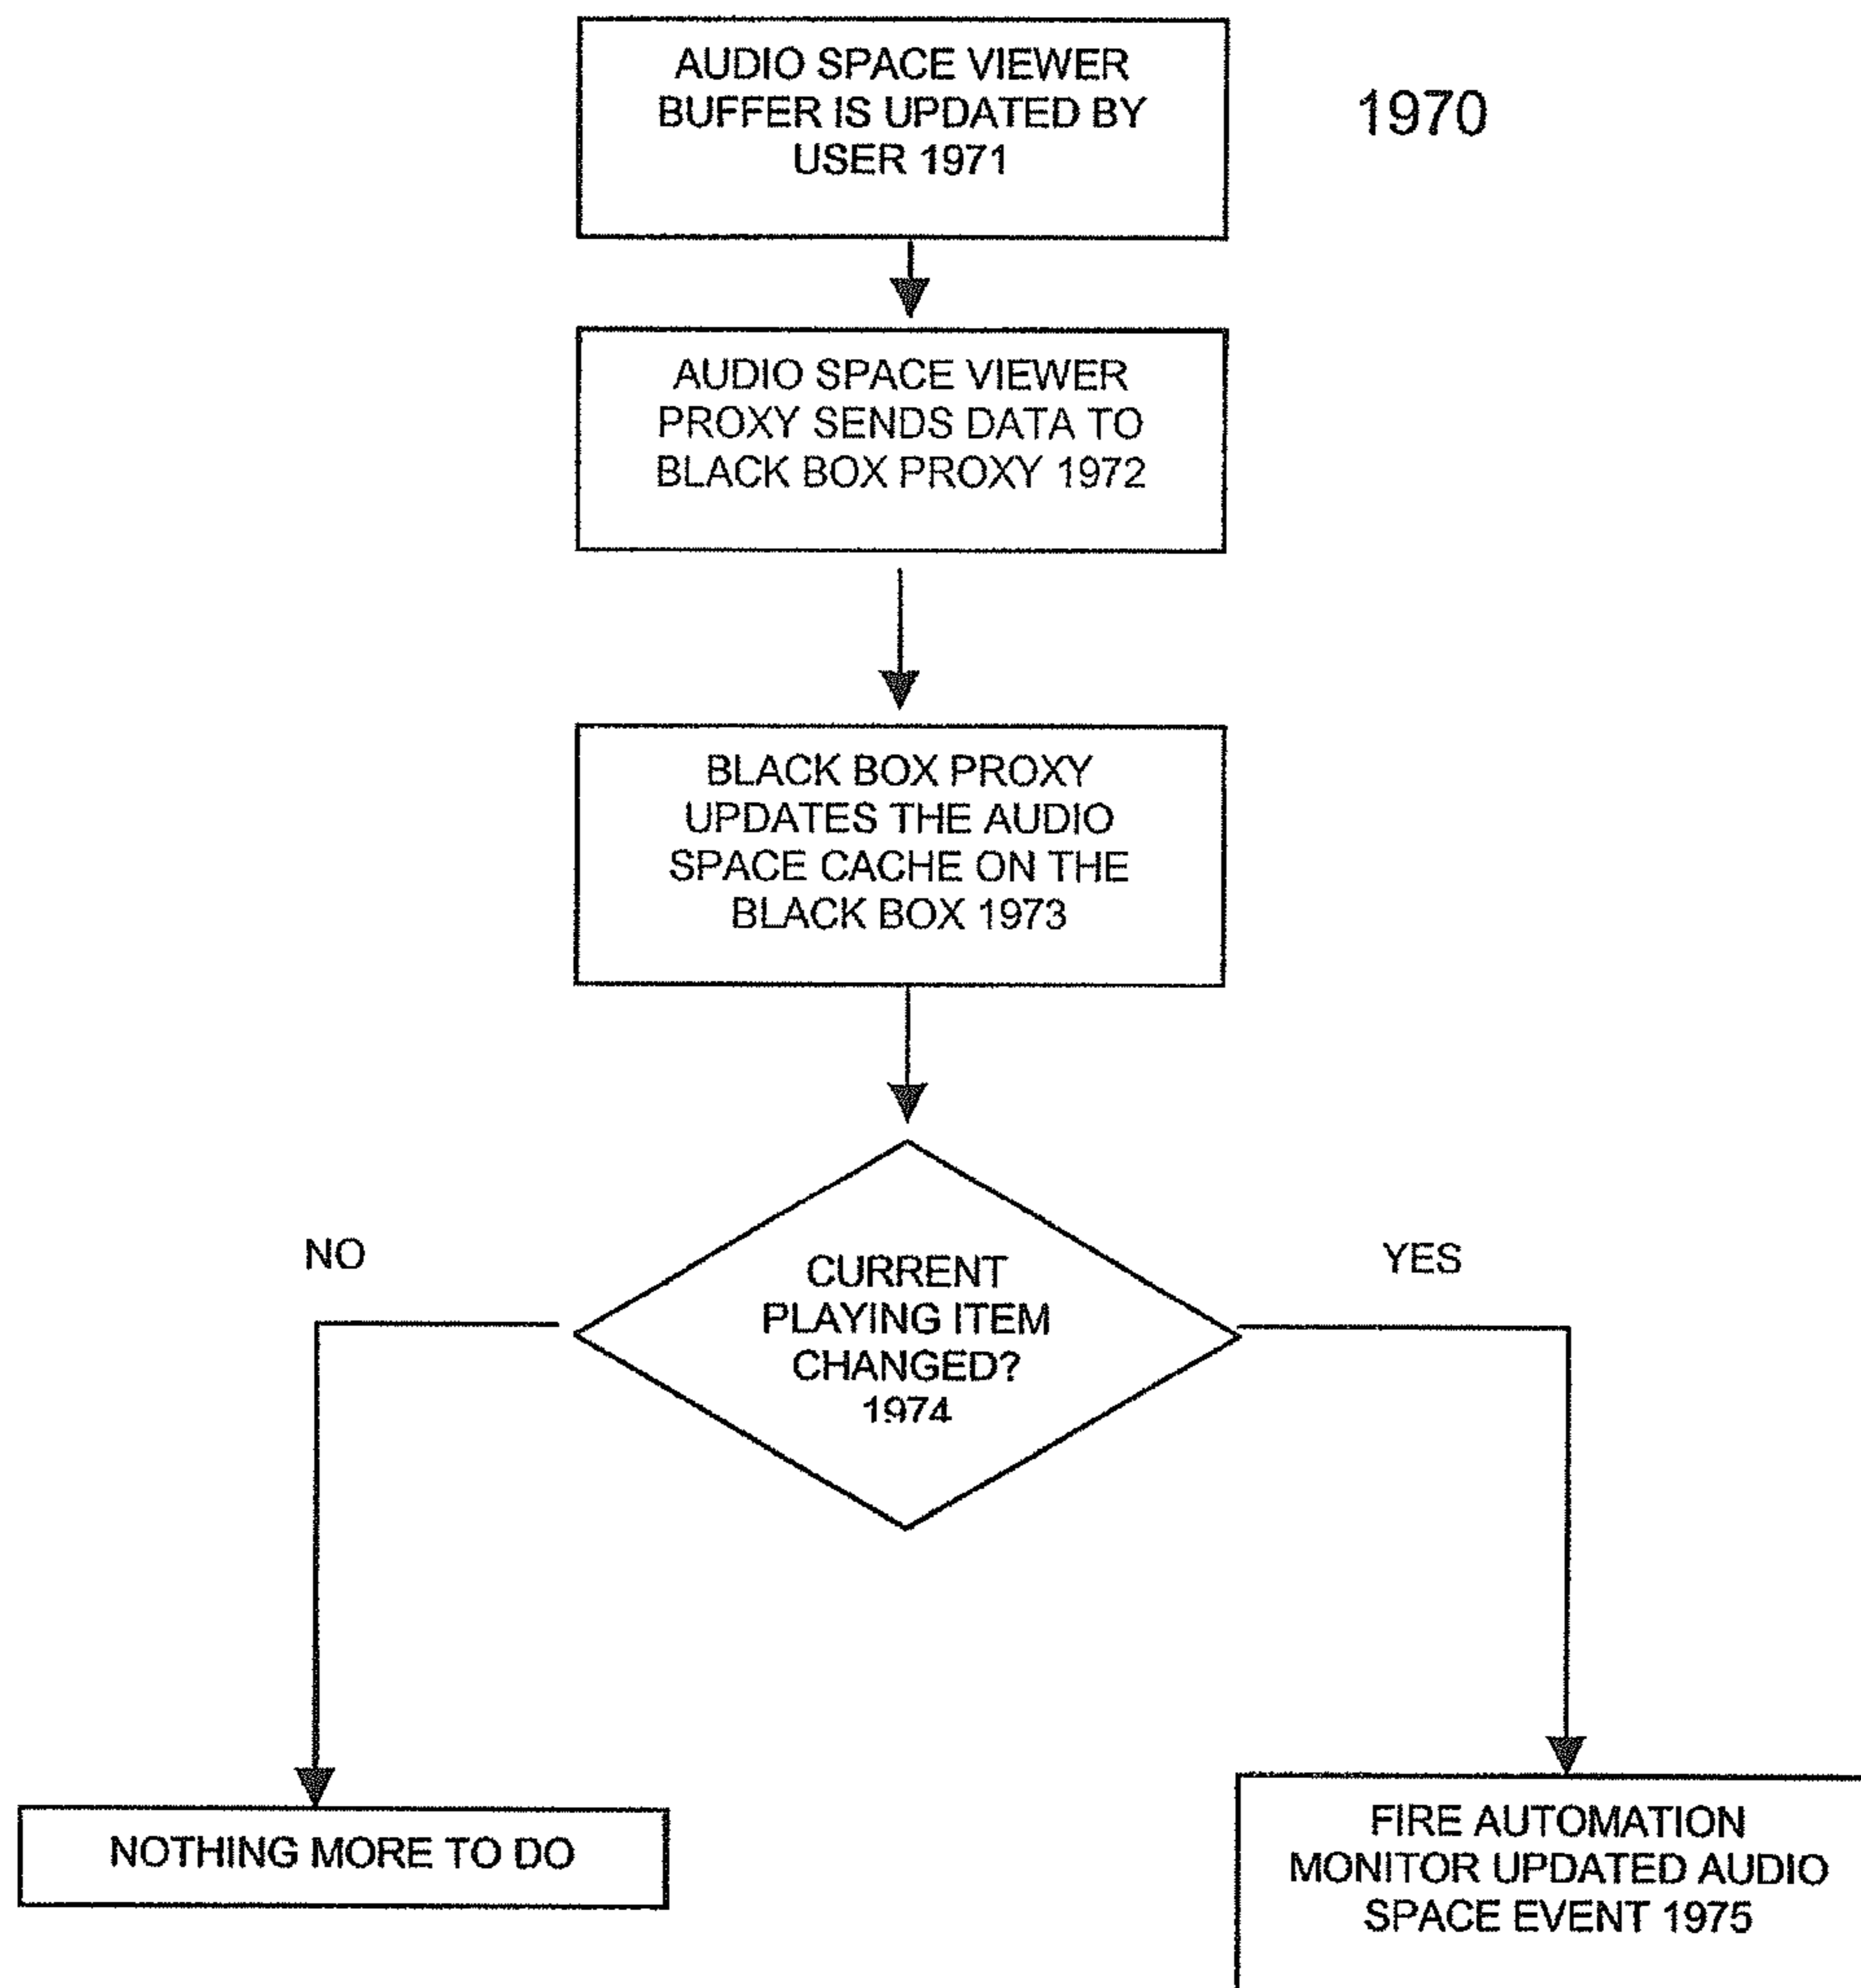 AUDIO SPACE VIEWER
BUFFER IS UPDATED BY
USER 1971
1970
AUDIO SPACE VIEWER
PROXY SENDS DATA TO
BLACK BOX PROXY 1972
BLACK BOX PROXY
UPDATES THE AUDIO
SPACE CACHE ON THE
BLACK BOX 1973
NO
YES
CURRENT
PLAYING ITEM
CHANGED?
1974
NOTHING MORE TO DO
FIRE AUTOMATION
MONITOR UPDATED AUDIO
SPACE EVENT 1975